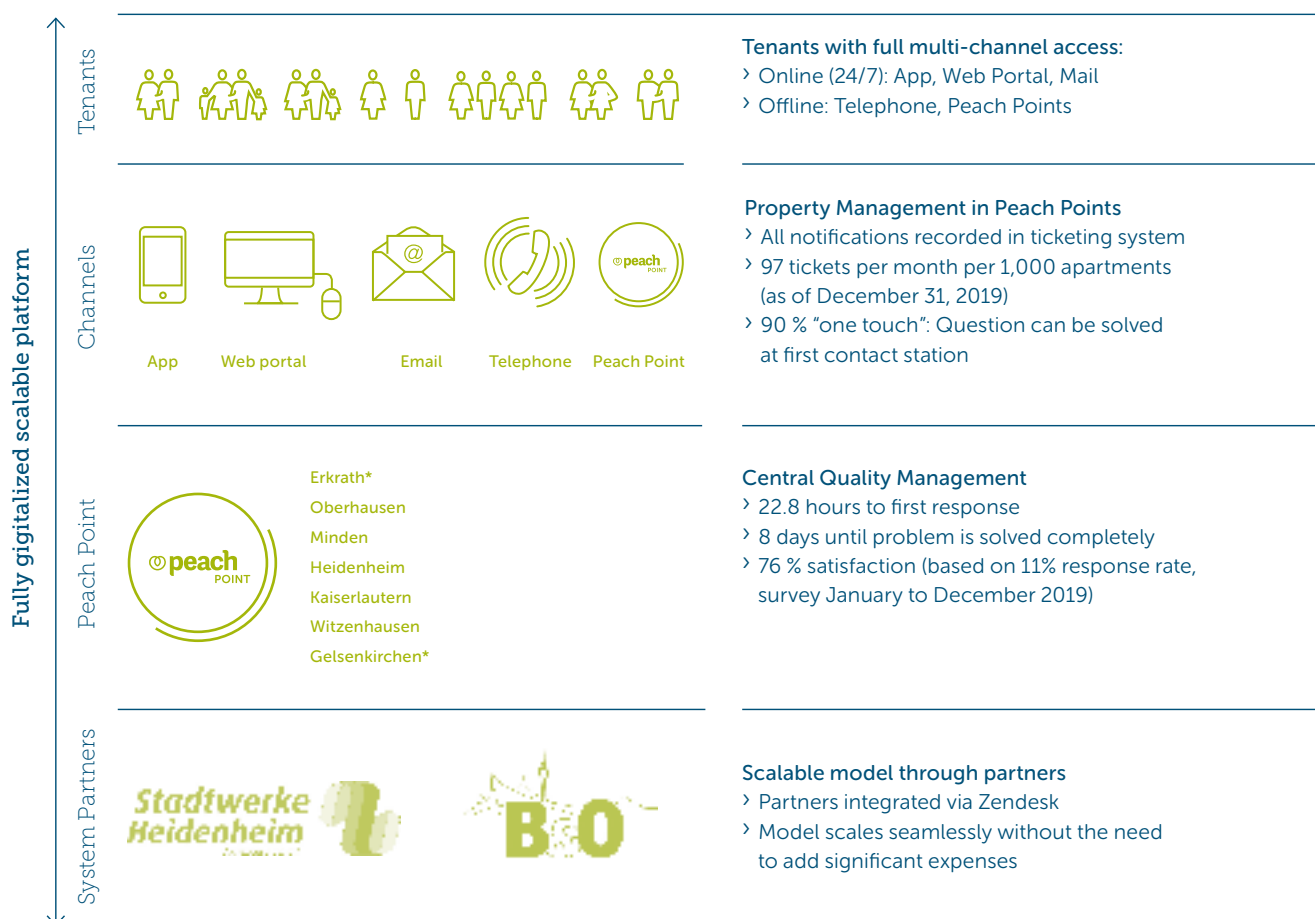 Fully gigitalized scalable platform
Tenants
Tenants with full multi-channel access:
› Online (24/7): App, Web Portal, Mail
› Offline: Telephone, Peach Points
Channels
@
peach
POINT
App
Web portal
Email
Telephone
Peach Point
Property Management in Peach Points
› All notifications recorded in ticketing system
› 97 tickets per month per 1,000 apartments
(as of December 31, 2019)
› 90 % “one touch”: Question can be solved
at first contact station
Peach Point
peach
POINT
Erkrath*
Oberhausen
Minden
Heidenheim
Kaiserlautern
Witzenhausen
Gelsenkirchen*
Central Quality Management
› 22.8 hours to first response
› 8 days until problem is solved completely
› 76 % satisfaction (based on 11% response rate,
survey January to December 2019)
System Partners
Stadtwerke
Heidenheim
B&O
Scalable model through partners
› Partners integrated via Zendesk
› Model scales seamlessly without the need
to add significant expenses